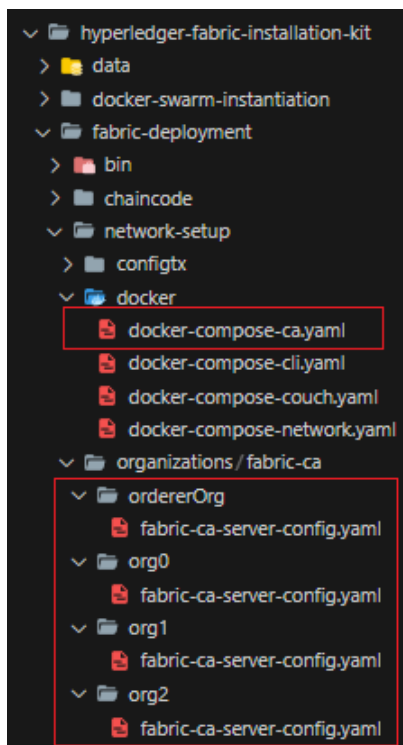 hyperledger-fabric-installation-kit
data
docker-swarm-instantiation
fabric-deployment
bin
chaincode
network-setup
configtx
docker
docker-compose-ca.yaml
docker-compose-cli.yaml
docker-compose-couch.yaml
docker-compose-network.yaml
organizations/fabric-ca
ordererOrg
fabric-ca-server-config.yaml
org0
fabric-ca-server-config.yaml
org1
fabric-ca-server-config.yaml
org2
fabric-ca-server-config.yaml